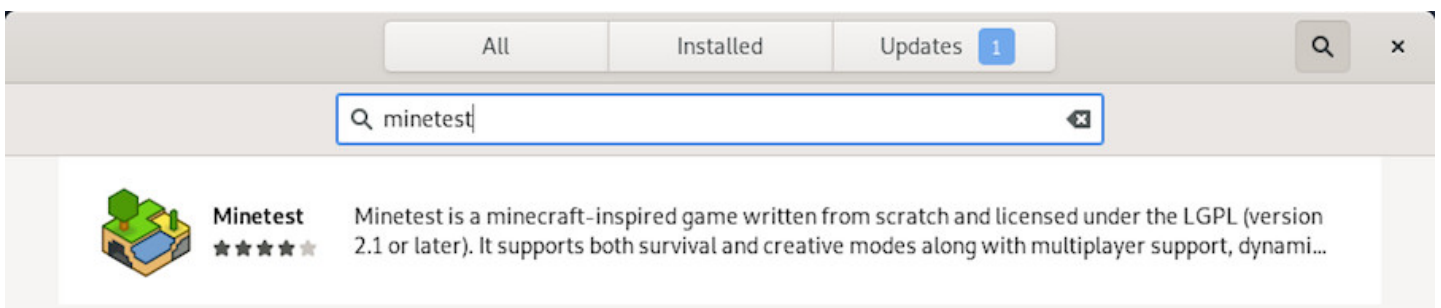 All Installed Updates 1
minetest
Minetest
Minetest is a minecraft-inspired game written from scratch and licensed under the LGPL (version
2.1 or later). It supports both survival and creative modes along with multiplayer support, dynami...